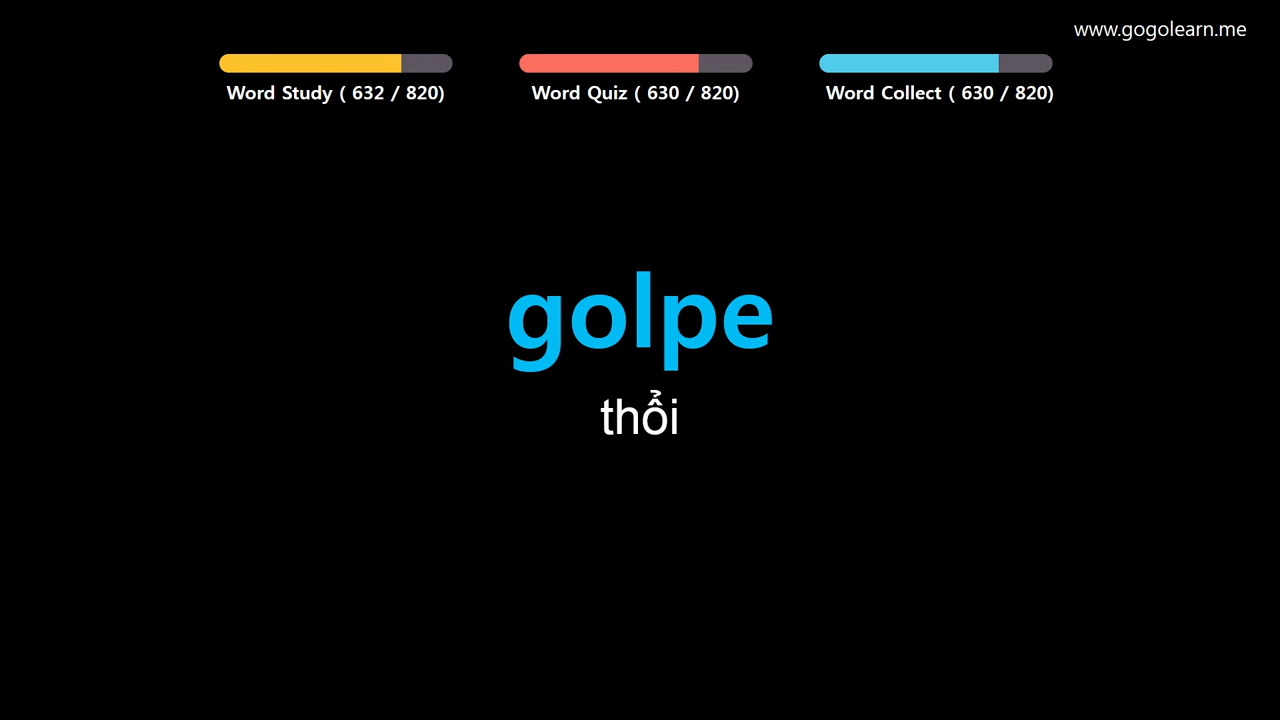 www.gogolearn.me
Word Study ( 632 / 820)
Word Quiz ( 630 / 820)
Word Collect ( 630 / 820)
golpe
thổi